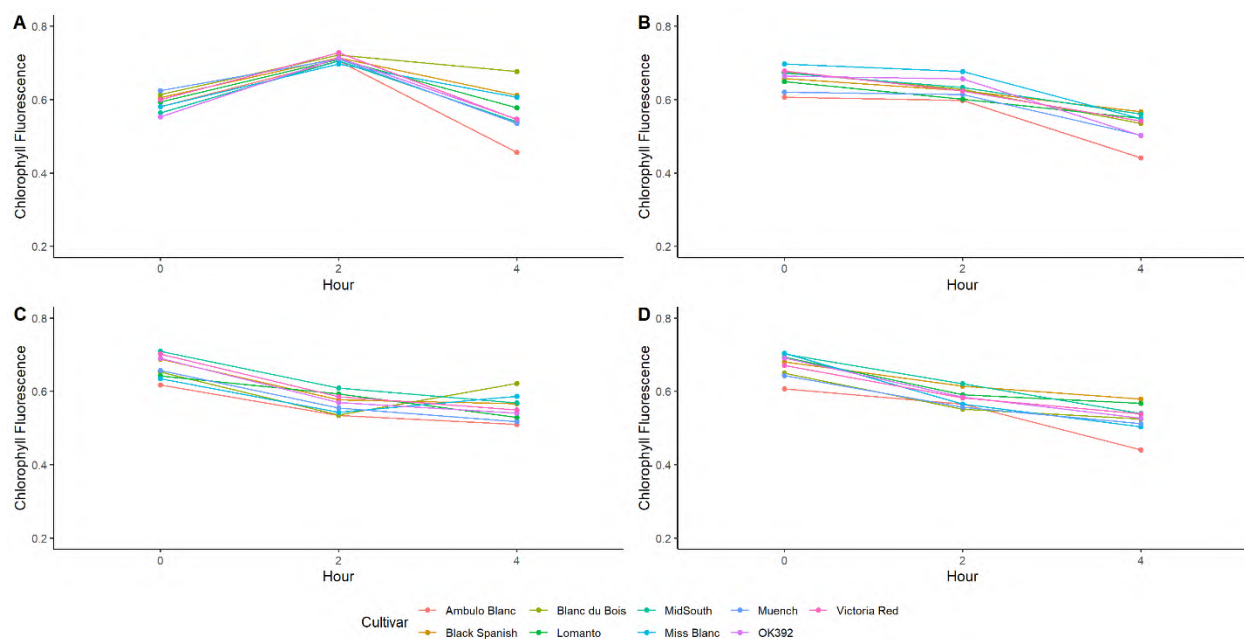 A
0.8
0.6
0.4
0.2
Chlorophyll Fluorescence
0 2 4
Hour
B
0.8
0.6
0.4
0.2
Chlorophyll Fluorescence
0 2 4
Hour
C
0.8
0.6
0.4
0.2
Chlorophyll Fluorescence
0 2 4
Hour
D
0.8
0.6
0.4
0.2
Chlorophyll Fluorescence
0 2 4
Hour
Cultivar
Ambulo Blanc Blanc du Bois MidSouth Muench Victoria Red
Black Spanish Lomanto Miss Blanc OK392